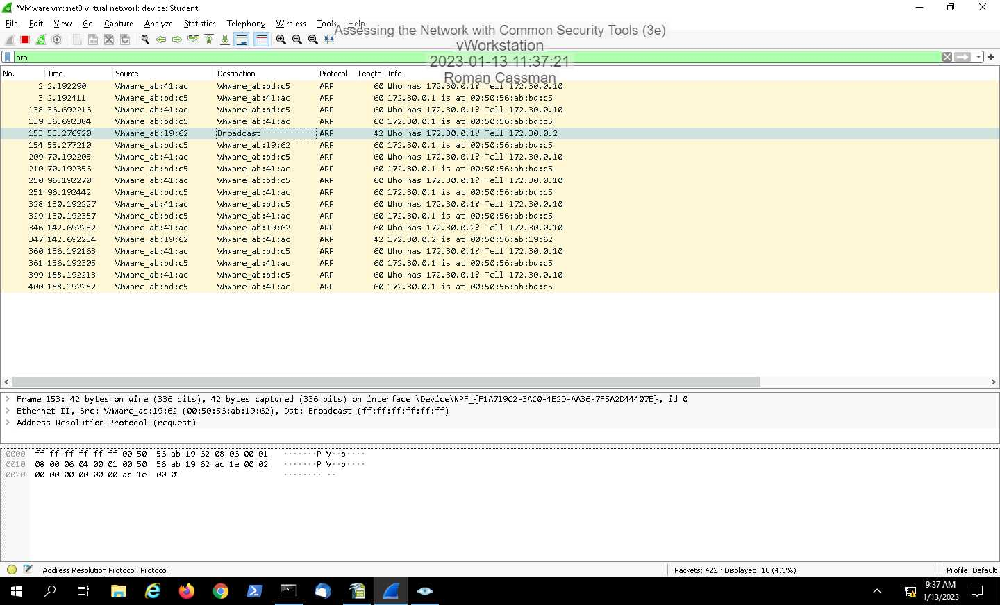 *VMware vmxnet3 virtual network device: Student
File Edit View Go Capture Analyze Statistics Telephony Wireless Tools Help
Assessing the Network with Common Security Tools (3e)
vWorkstation
2023-01-13 11:37:21
Roman Cassman
arp
No. Time Source Destination Protocol Length Info
2 2.192290 VMware_ab:41:ac VMware_ab:bd:c5 ARP 60 Who has 172.30.0.1? Tell 172.30.0.10
3 2.192411 VMware_ab:bd:c5 VMware_ab:41:ac ARP 60 172.30.0.1 is at 00:50:56:ab:bd:c5
138 36.692216 VMware_ab:41:ac VMware_ab:bd:c5 ARP 60 Who has 172.30.0.1? Tell 172.30.0.10
139 36.692384 VMware_ab:bd:c5 VMware_ab:41:ac ARP 60 172.30.0.1 is at 00:50:56:ab:bd:c5
153 55.276920 VMware_ab:19:62 Broadcast ARP 42 Who has 172.30.0.1? Tell 172.30.0.2
154 55.277210 VMware_ab:bd:c5 VMware_ab:19:62 ARP 60 172.30.0.1 is at 00:50:56:ab:bd:c5
209 70.192205 VMware_ab:41:ac VMware_ab:bd:c5 ARP 60 Who has 172.30.0.1? Tell 172.30.0.10
210 70.192356 VMware_ab:bd:c5 VMware_ab:41:ac ARP 60 172.30.0.1 is at 00:50:56:ab:bd:c5
250 96.192270 VMware_ab:41:ac VMware_ab:bd:c5 ARP 60 Who has 172.30.0.1? Tell 172.30.0.10
251 96.192442 VMware_ab:bd:c5 VMware_ab:41:ac ARP 60 172.30.0.1 is at 00:50:56:ab:bd:c5
328 130.192227 VMware_ab:41:ac VMware_ab:bd:c5 ARP 60 Who has 172.30.0.1? Tell 172.30.0.10
329 130.192387 VMware_ab:bd:c5 VMware_ab:41:ac ARP 60 172.30.0.1 is at 00:50:56:ab:bd:c5
346 142.692232 VMware_ab:41:ac VMware_ab:19:62 ARP 60 Who has 172.30.0.2? Tell 172.30.0.10
347 142.692254 VMware_ab:19:62 VMware_ab:41:ac ARP 42 172.30.0.2 is at 00:50:56:ab:19:62
360 156.192163 VMware_ab:41:ac VMware_ab:bd:c5 ARP 60 Who has 172.30.0.1? Tell 172.30.0.10
361 156.192305 VMware_ab:bd:c5 VMware_ab:41:ac ARP 60 172.30.0.1 is at 00:50:56:ab:bd:c5
399 188.192213 VMware_ab:41:ac VMware_ab:bd:c5 ARP 60 Who has 172.30.0.1? Tell 172.30.0.10
400 188.192282 VMware_ab:bd:c5 VMware_ab:41:ac ARP 60 172.30.0.1 is at 00:50:56:ab:bd:c5
Frame 153: 42 bytes on wire (336 bits), 42 bytes captured (336 bits) on interface \Device\NPF_{F1A719C2-3AC0-4E2D-AA36-7F5A2D44407E}, id 0
Ethernet II, Src: VMware_ab:19:62 (00:50:56:ab:19:62), Dst: Broadcast (ff:ff:ff:ff:ff:ff)
Address Resolution Protocol (request)
0000 ff ff ff ff ff ff 00 50 56 ab 19 62 08 06 00 01 ·······P V··b····
0010 08 00 06 04 00 01 00 50 56 ab 19 62 ac 1e 00 02 ·······P V··b····
0020 00 00 00 00 00 00 ac 1e 00 01 ········ ··
Address Resolution Protocol: Protocol
Packets: 422 · Displayed: 18 (4.3%)
Profile: Default
9:37 AM
1/13/2023